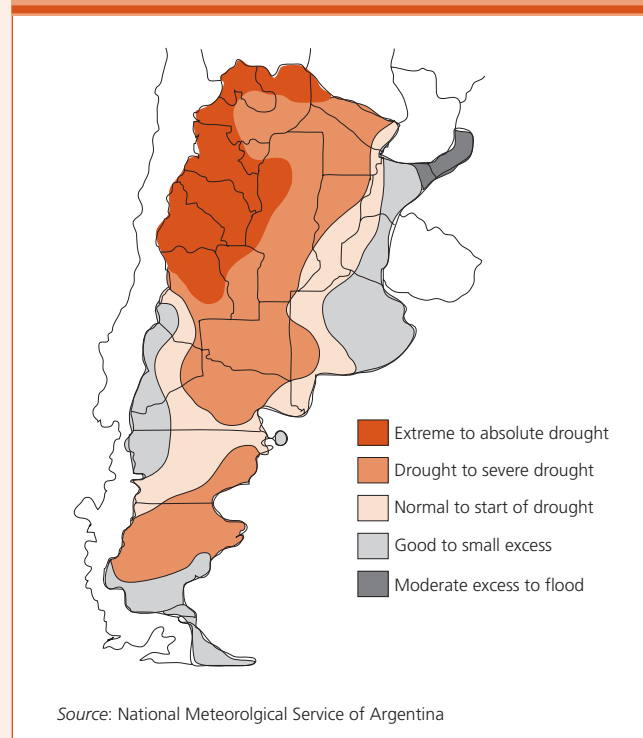 Extreme to absolute drought
Drought to severe drought
Normal to start of drought
Good to small excess
Moderate excess to flood
Source: National Meteorolgical Service of Argentina